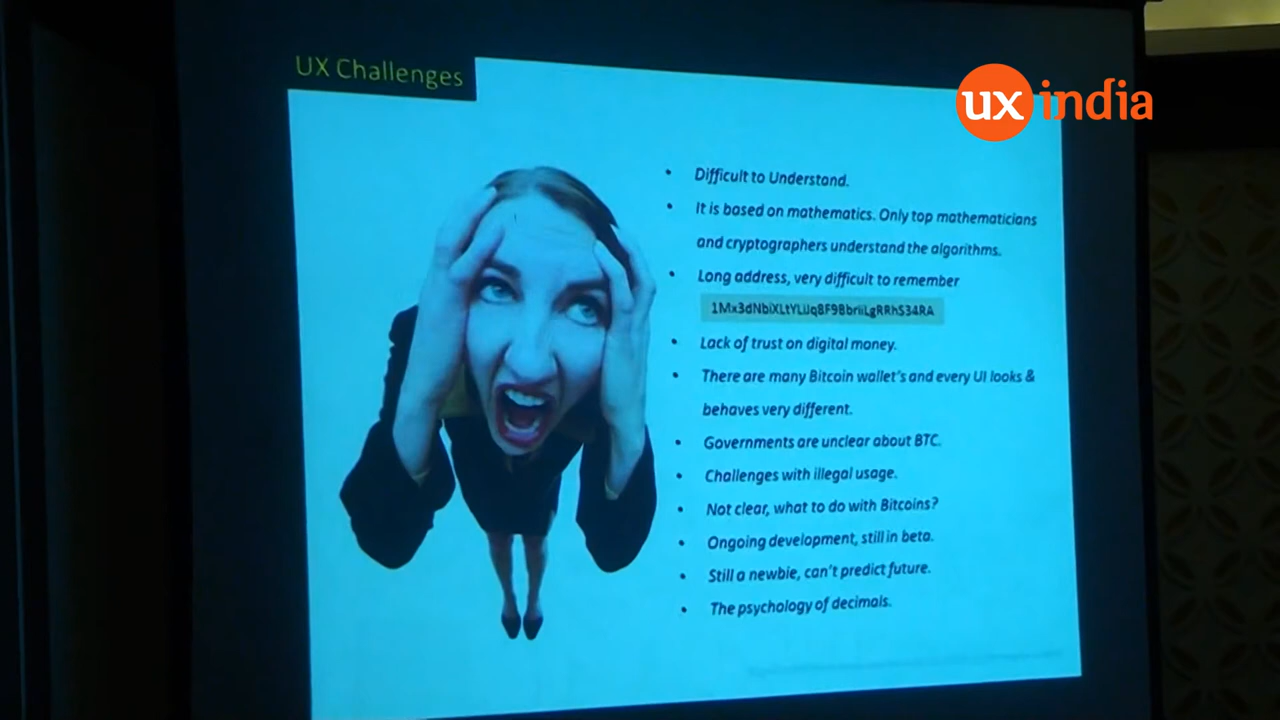 UX Challenges
ux india
• Difficult to Understand.
• It is based on mathematics. Only top mathematicians
and cryptographers understand the algorithms.
• Long address, very difficult to remember
• Lack of trust on digital money.
• There are many Bitcoin wallet's and every UI looks &
behaves very different.
• Governments are unclear about BTC.
• Challenges with illegal usage.
• Not clear, what to do with Bitcoins?
• Ongoing development, still in beta.
• Still a newbie, can't predict future.
• The psychology of decimals.